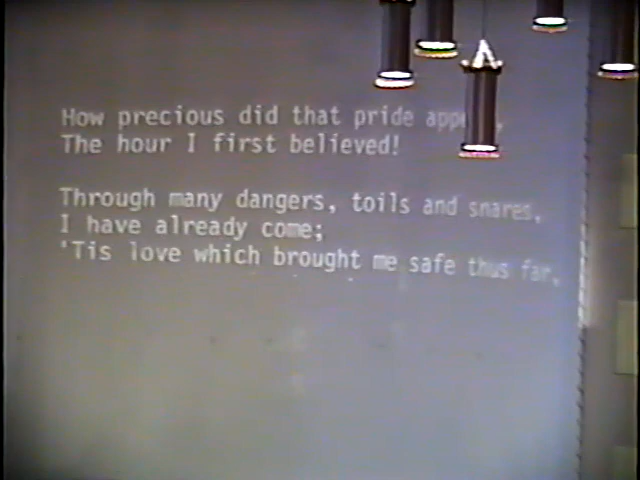 How precious did that pride
The hour I first believed!
Through many dangers, toils and snares,
I have already come;
'Tis love which brought me safe thus far,